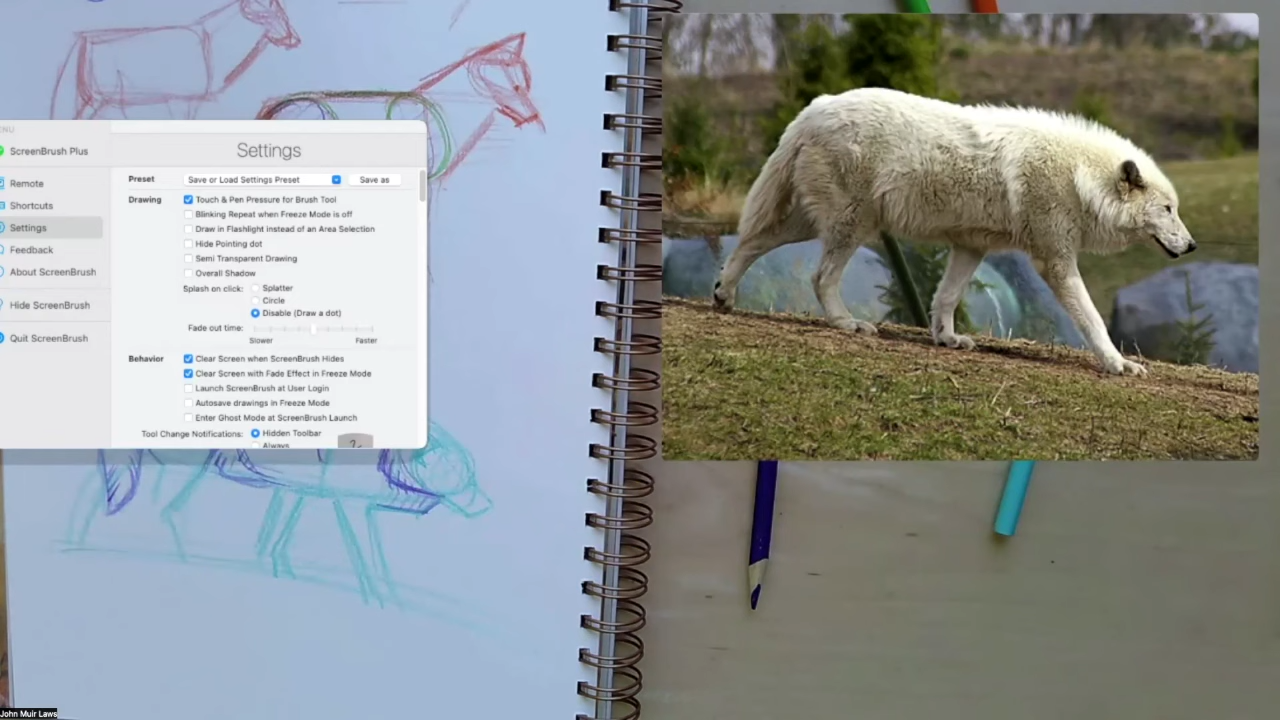 ENU
ScreenBrush Plus
Remote
Shortcuts
Settings
Feedback
About ScreenBrush
Hide ScreenBrush
Quit ScreenBrush
Settings
Preset Save or Load Settings Preset Save as
Drawing Touch & Pen Pressure for Brush Tool
Blinking Repeat when Freeze Mode is off
Draw in Flashlight instead of an Area Selection
Hide Pointing dot
Semi Transparent Drawing
Overall Shadow
Splash on click: Splatter
Circle
Disable (Draw a dot)
Fade out time:
Slower Faster
Behavior Clear Screen when ScreenBrush Hides
Clear Screen with Fade Effect in Freeze Mode
Launch ScreenBrush at User Login
Autosave drawings in Freeze Mode
Enter Ghost Mode at ScreenBrush Launch
Tool Change Notifications: Hidden Toolbar
Always
John Muir Laws